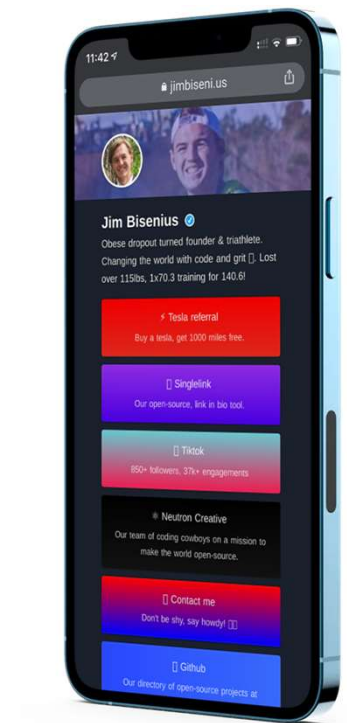 11:42
jimbiseni.us
Jim Bisenius
Obese dropout turned founder & triathlete.
Changing the world with code and grit ▯. Lost
over 115lbs, 1x70.3 training for 140.6!
⚡ Tesla referral
Buy a tesla, get 1000 miles free.
▯ Singlelink
Our open-source, link in bio tool.
▯ Tiktok
850+ followers, 37k+ engagements
⚛ Neutron Creative
Our team of coding cowboys on a mission to
make the world open-source.
▯ Contact me
Don't be shy, say howdy! ▯▯
▯ Github
Our directory of open-source projects at